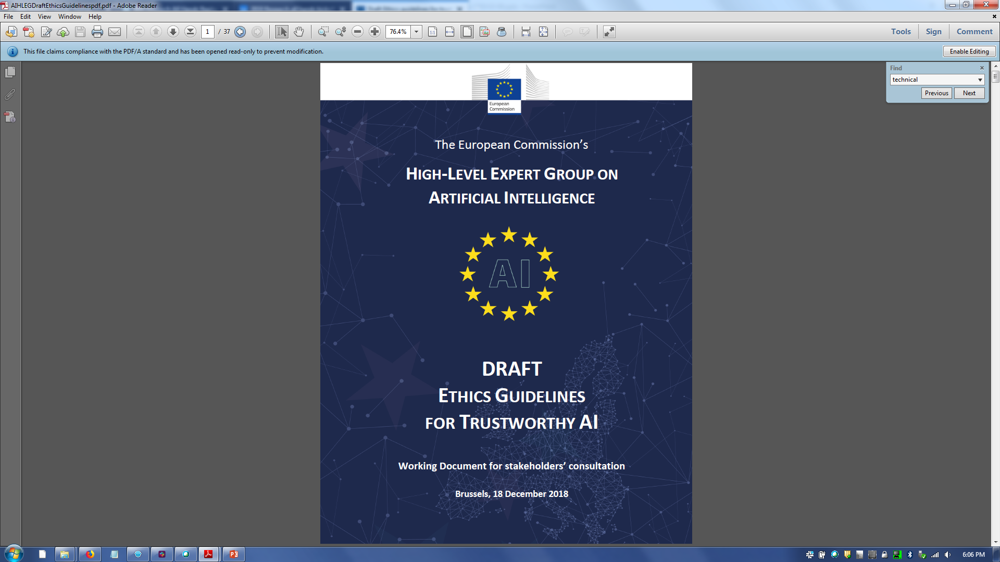 AIHLEGDraftEthicsGuidelinespdf.pdf - Adobe Reader
File Edit View Window Help
1 / 37 76.4% Tools Sign Comment
This file claims compliance with the PDF/A standard and has been opened read-only to prevent modification. Enable Editing
Find
technical
Previous Next
European
Commission
The European Commission’s
HIGH-LEVEL EXPERT GROUP ON
ARTIFICIAL INTELLIGENCE
AI
DRAFT
ETHICS GUIDELINES
FOR TRUSTWORTHY AI
Working Document for stakeholders’ consultation
Brussels, 18 December 2018
6:06 PM